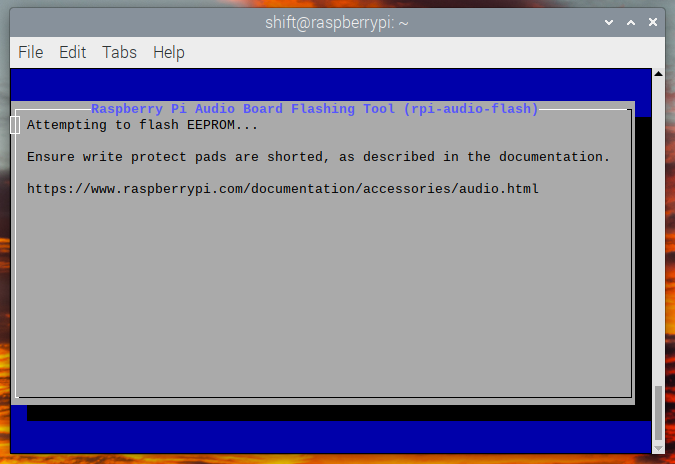 shift@raspberrypi: ~
File Edit Tabs Help
Raspberry Pi Audio Board Flashing Tool (rpi-audio-flash)
Attempting to flash EEPROM...
Ensure write protect pads are shorted, as described in the documentation.
https://www.raspberrypi.com/documentation/accessories/audio.html